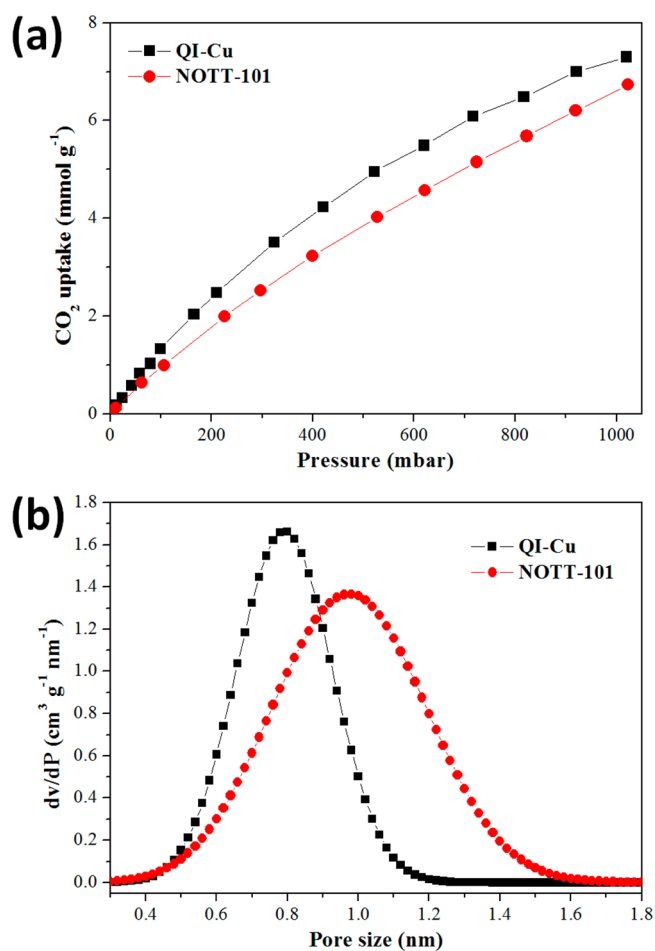 (a)
QI-Cu
NOTT-101
CO₂ uptake (mmol g⁻¹)
8
6
4
2
0
0 200 400 600 800 1000
Pressure (mbar)
(b)
QI-Cu
NOTT-101
dv/dP (cm³ g⁻¹ nm⁻¹)
1.8
1.6
1.4
1.2
1.0
0.8
0.6
0.4
0.2
0.0
0.4 0.6 0.8 1.0 1.2 1.4 1.6 1.8
Pore size (nm)